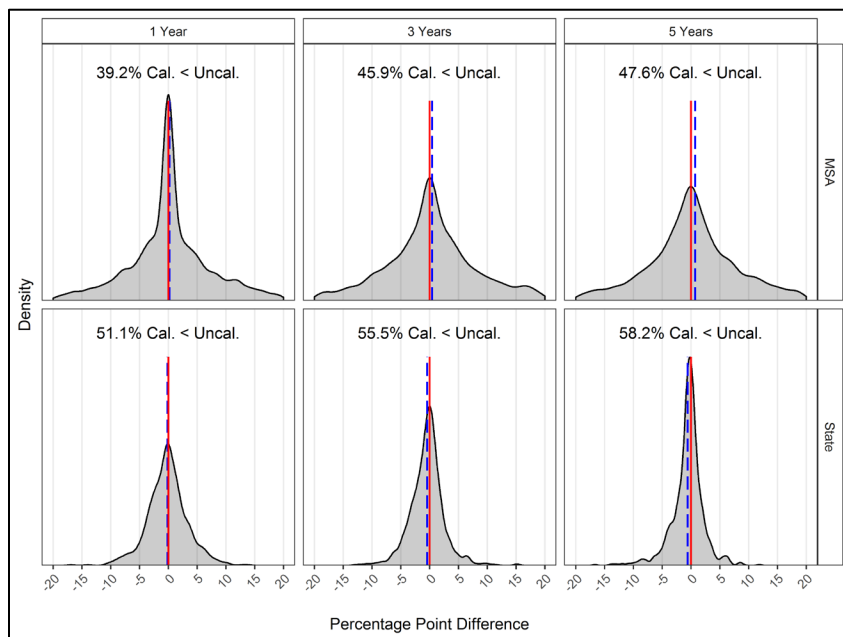 1 Year
3 Years
5 Years
39.2% Cal. < Uncal.
45.9% Cal. < Uncal.
47.6% Cal. < Uncal.
MSA
51.1% Cal. < Uncal.
55.5% Cal. < Uncal.
58.2% Cal. < Uncal.
State
Density
-20 -15 -10 -5 0 5 10 15 20
-20 -15 -10 -5 0 5 10 15 20
-20 -15 -10 -5 0 5 10 15 20
Percentage Point Difference